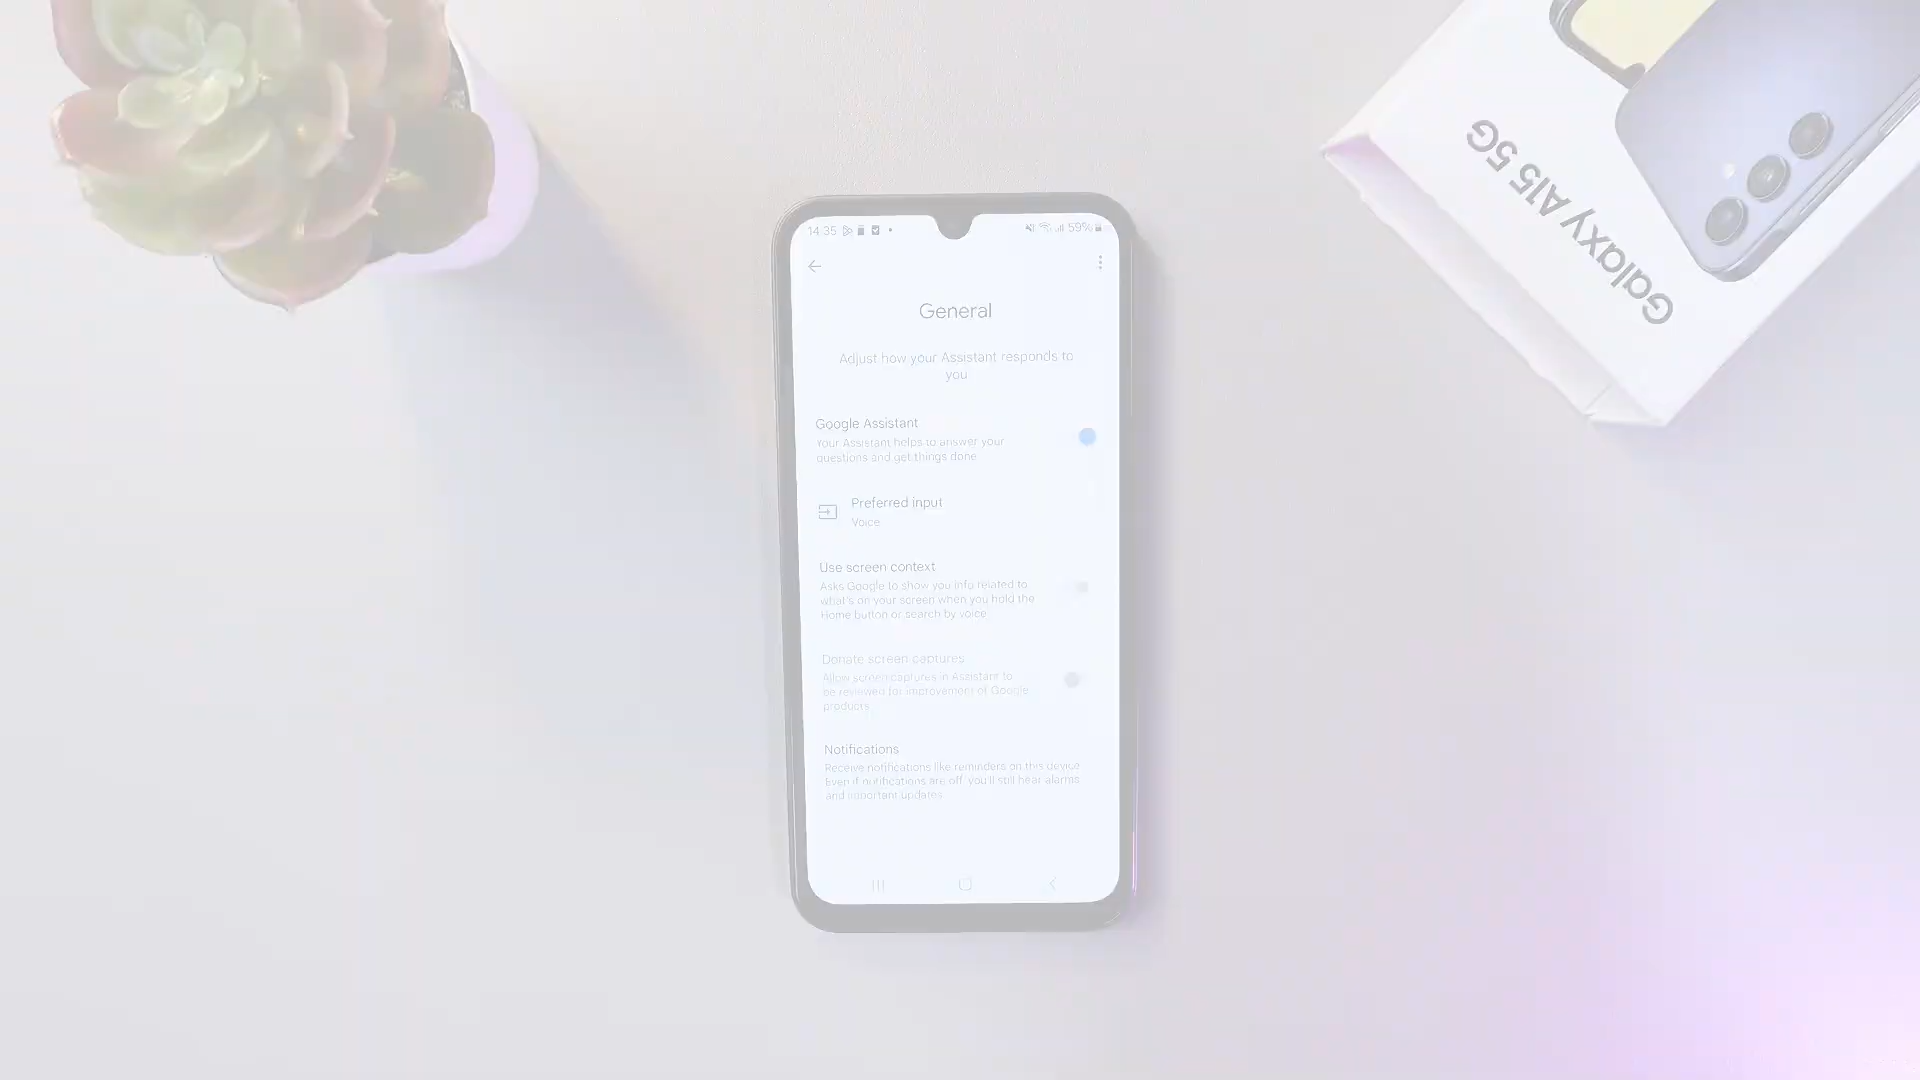 14:35
59%
General
Adjust how your Assistant responds to
you
Google Assistant
Your Assistant helps to answer your
questions and get things done
Preferred input
Voice
Use screen context
Asks Google to show you info related to
what's on your screen when you hold the
Home button or search by voice
Donate screen captures
Allow screen captures in Assistant to
be reviewed for improvement of Google
products
Notifications
Receive notifications like reminders on this device.
Even if notifications are off, you'll still hear alarms
and important updates.
Galaxy A15 5G